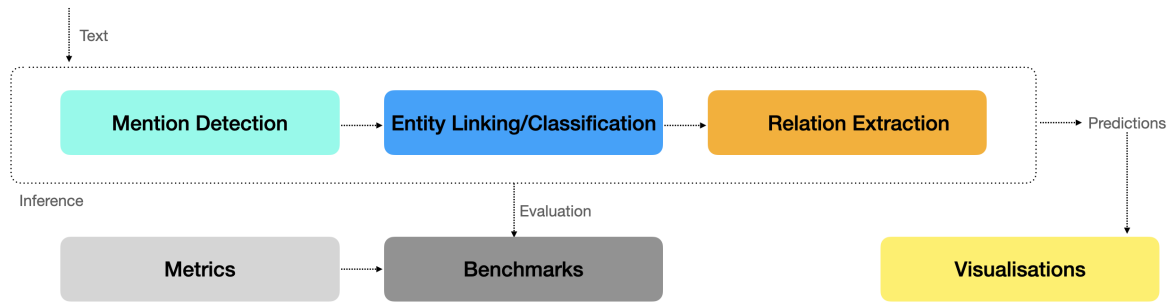 Text
Mention Detection
Entity Linking/Classification
Relation Extraction
Predictions
Inference
Evaluation
Metrics
Benchmarks
Visualisations